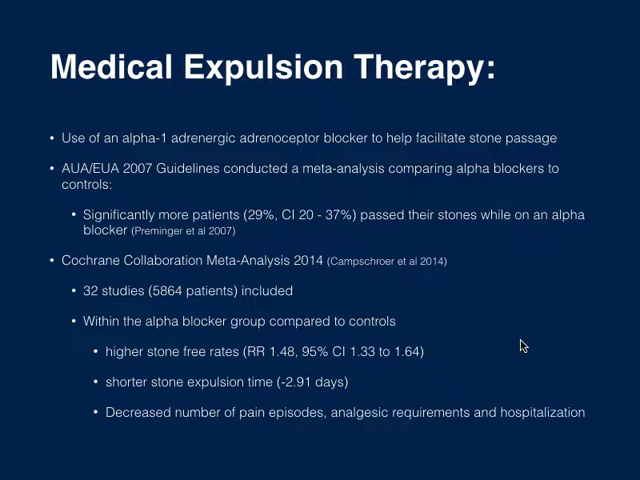 Medical Expulsion Therapy:
• Use of an alpha-1 adrenergic adrenoceptor blocker to help facilitate stone passage
• AUA/EUA 2007 Guidelines conducted a meta-analysis comparing alpha blockers to
controls:
• Significantly more patients (29%, CI 20 - 37%) passed their stones while on an alpha
blocker (Preminger et al 2007)
• Cochrane Collaboration Meta-Analysis 2014 (Campschroer et al 2014)
• 32 studies (5864 patients) included
• Within the alpha blocker group compared to controls
• higher stone free rates (RR 1.48, 95% CI 1.33 to 1.64)
• shorter stone expulsion time (-2.91 days)
• Decreased number of pain episodes, analgesic requirements and hospitalization